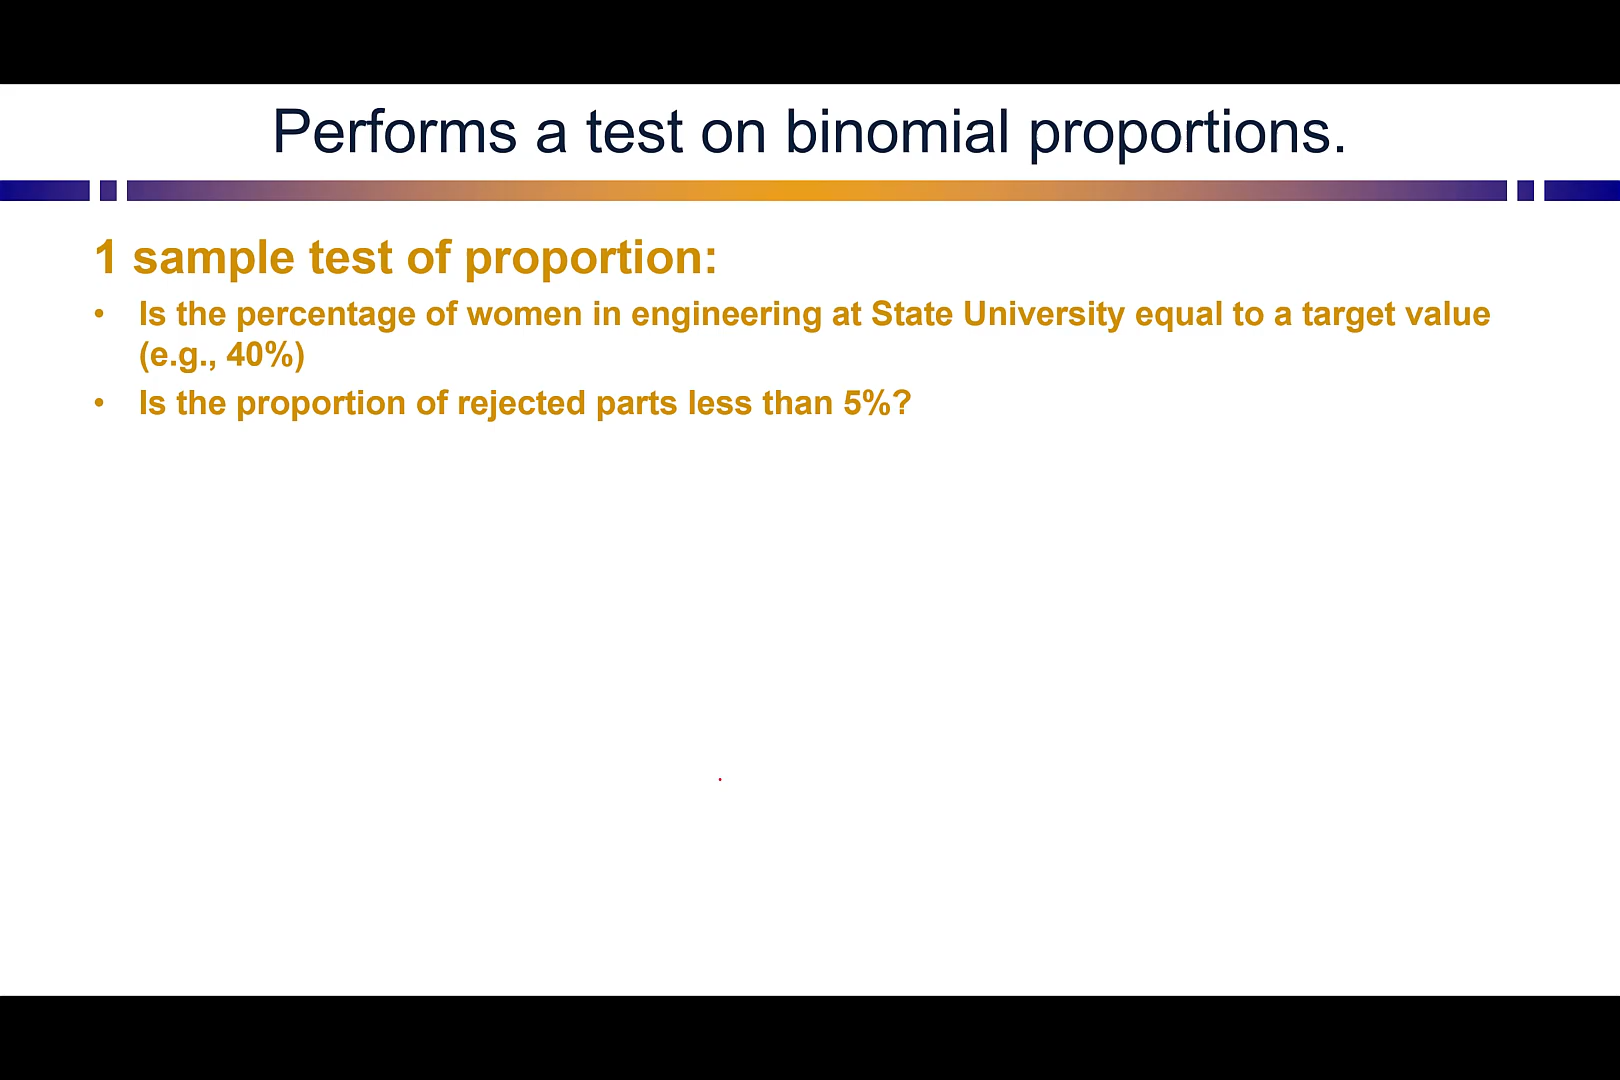 Performs a test on binomial proportions.
1 sample test of proportion:
• Is the percentage of women in engineering at State University equal to a target value
(e.g., 40%)
• Is the proportion of rejected parts less than 5%?